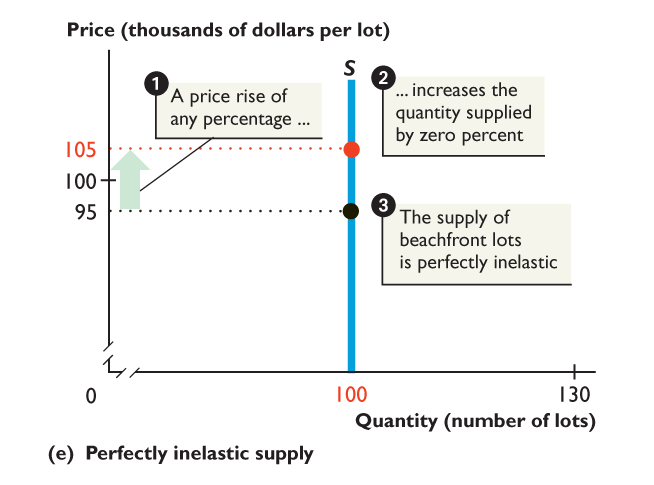 Price (thousands of dollars per lot)
S
1
A price rise of
any percentage ...
2
... increases the
quantity supplied
by zero percent
105
100
95
3
The supply of
beachfront lots
is perfectly inelastic
0
100
130
Quantity (number of lots)
(e) Perfectly inelastic supply